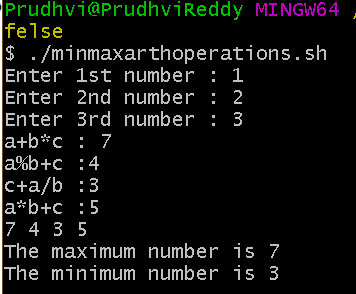 Prudhvi@PrudhviReddy MINGW64
felse
$ ./minmaxarthoperations.sh
Enter 1st number : 1
Enter 2nd number : 2
Enter 3rd number : 3
a+b*c : 7
a%b+c :4
c+a/b :3
a*b+c :5
7 4 3 5
The maximum number is 7
The minimum number is 3